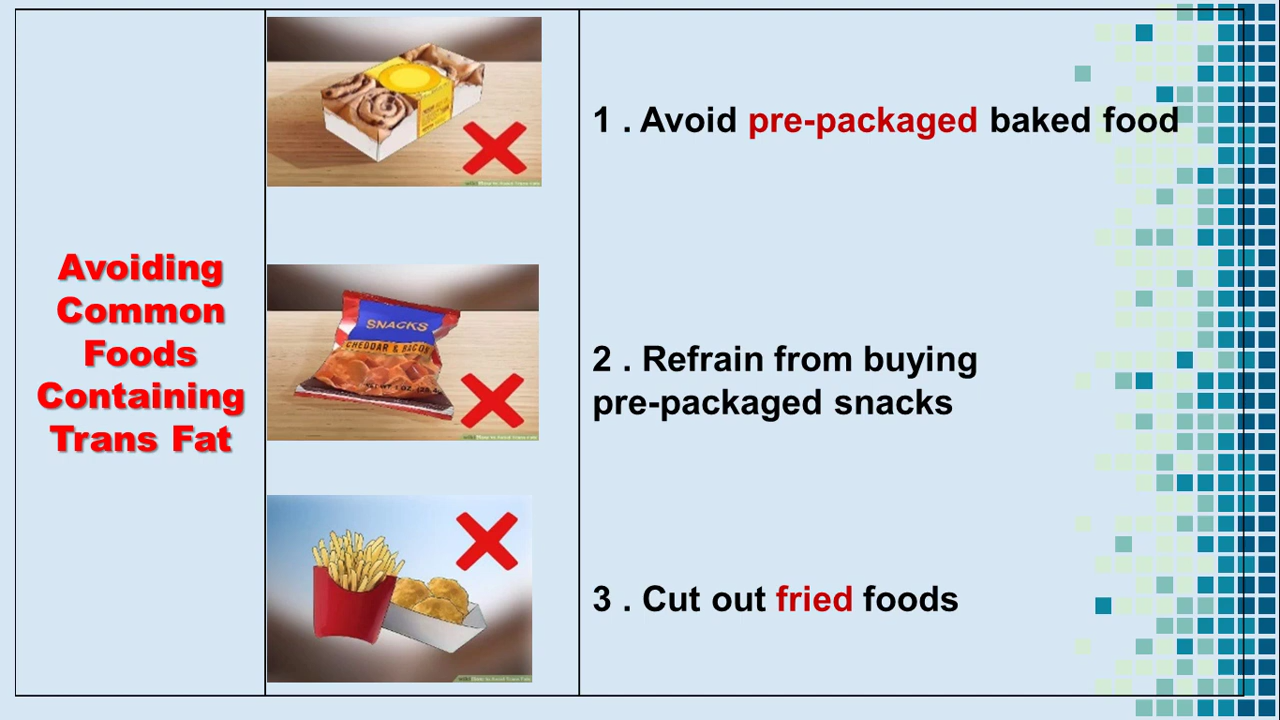 Avoiding
Common
Foods
Containing
Trans Fat
1 . Avoid pre-packaged baked food
SNACKS
CHEDDAR & BACON
2 . Refrain from buying
pre-packaged snacks
3 . Cut out fried foods